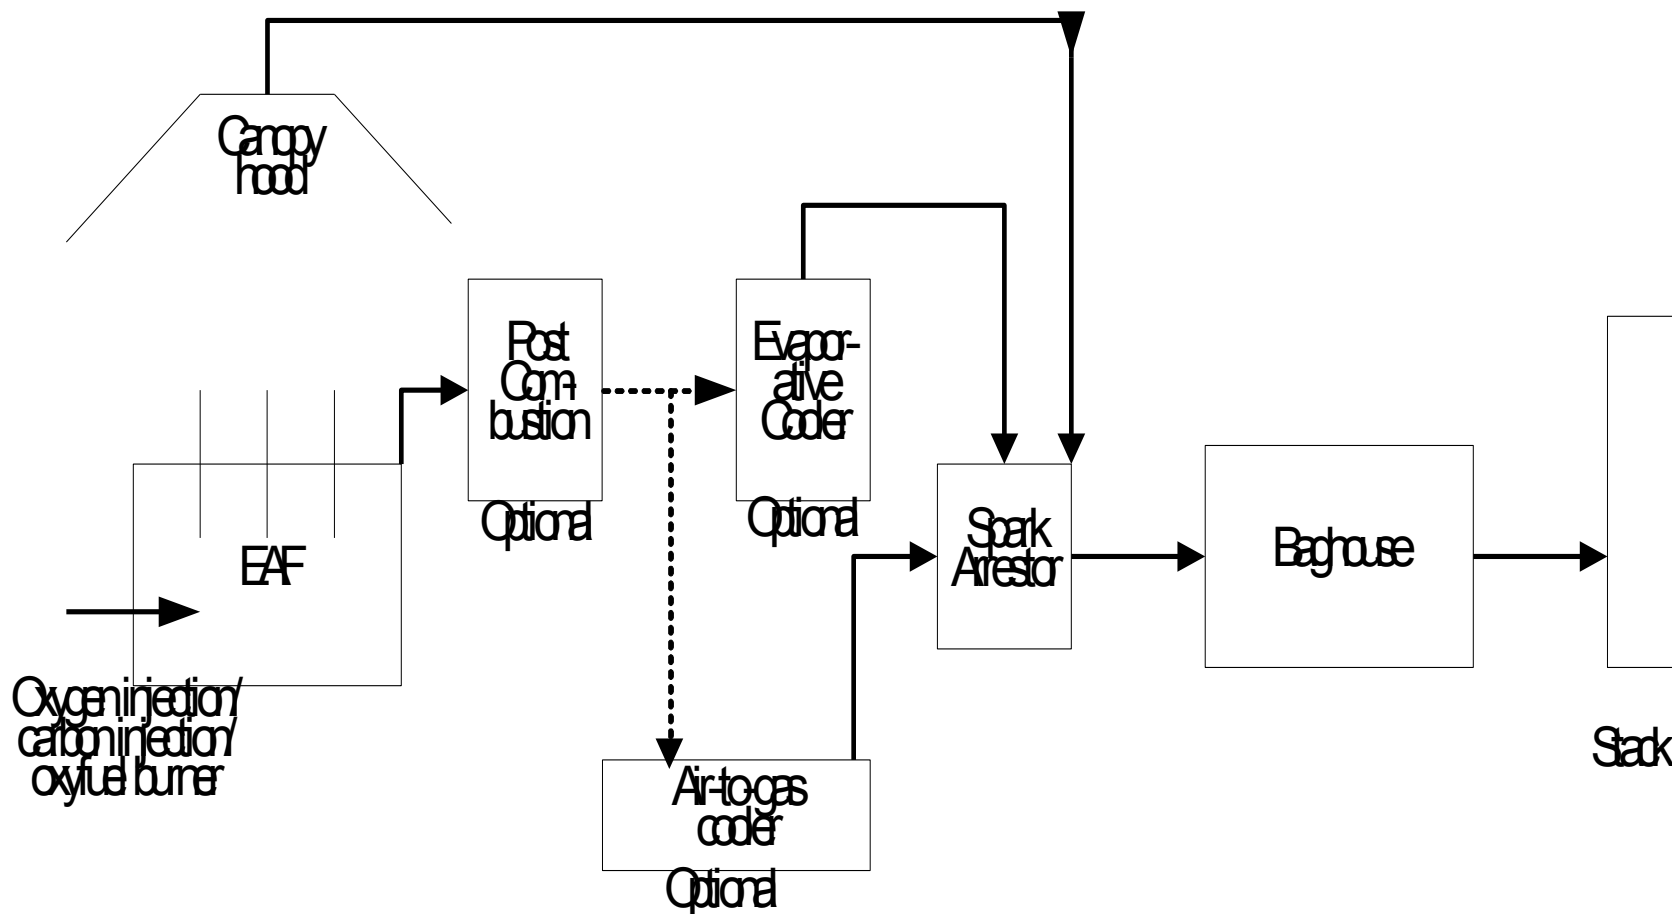 Canopy
hood
Post
Com-
bustion
Optional
Evapor-
ative
Cooler
Optional
EAF
Spark
Arrestor
Baghouse
Oxygen injection/
carbon injection/
oxyfuel burner
Stack
Air-to-gas
cooler
Optional